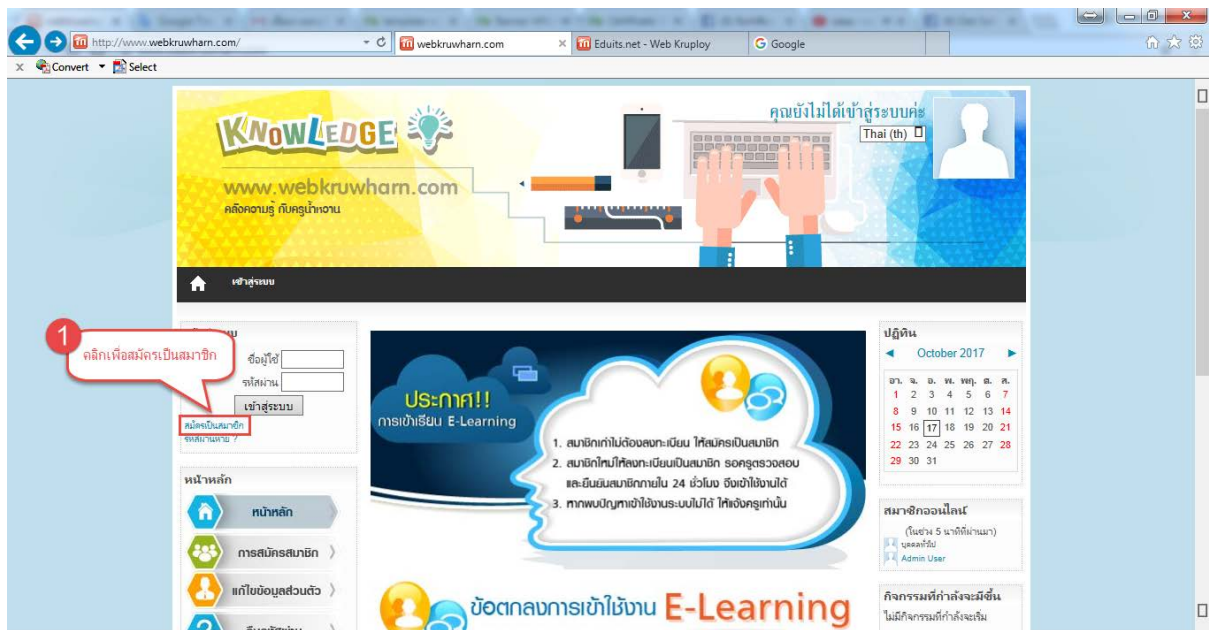 http://www.webkruwharn.com/
webkruwharn.com
Eduits.net - Web Kruploy
Google
Convert
Select
KNOWLEDGE
www.webkruwharn.com
คลังความรู้ กับครูน้ำหวาน
คุณยังไม่ได้เข้าสู่ระบบค่ะ
Thai (th)
เข้าสู่ระบบ
1
คลิกเพื่อสมัครเป็นสมาชิก
ชื่อผู้ใช้
รหัสผ่าน
เข้าสู่ระบบ
สมัครเป็นสมาชิก
รหัสผ่านหาย ?
หน้าหลัก
หน้าหลัก
การสมัครสมาชิก
แก้ไขข้อมูลส่วนตัว
ประกาศ!!
การเข้าเรียน E-Learning
1. สมาชิกเก่าไม่ต้องลงทะเบียน ให้สมัครเป็นสมาชิก
2. สมาชิกใหม่ให้ลงทะเบียนเป็นสมาชิก รอครูตรวจสอบ
และยืนยันสมาชิกภายใน 24 ชั่วโมง จึงเข้าใช้งานได้
3. หากพบปัญหาเข้าใช้งานระบบไม่ได้ ให้แจ้งครูเท่านั้น
ข้อตกลงการเข้าใช้งาน E-Learning
ปฏิทิน
October 2017
อา. จ. อ. พ. พฤ. ศ. ส.
1 2 3 4 5 6 7
8 9 10 11 12 13 14
15 16 17 18 19 20 21
22 23 24 25 26 27 28
29 30 31
สมาชิกออนไลน์
(ในช่วง 5 นาทีที่ผ่านมา)
บุคคลทั่วไป
Admin User
กิจกรรมที่กำลังจะมีขึ้น
ไม่มีกิจกรรมที่กำลังจะเริ่ม